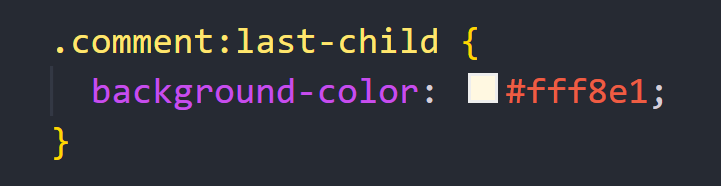 .comment:last-child {
  background-color: #fff8e1;
}